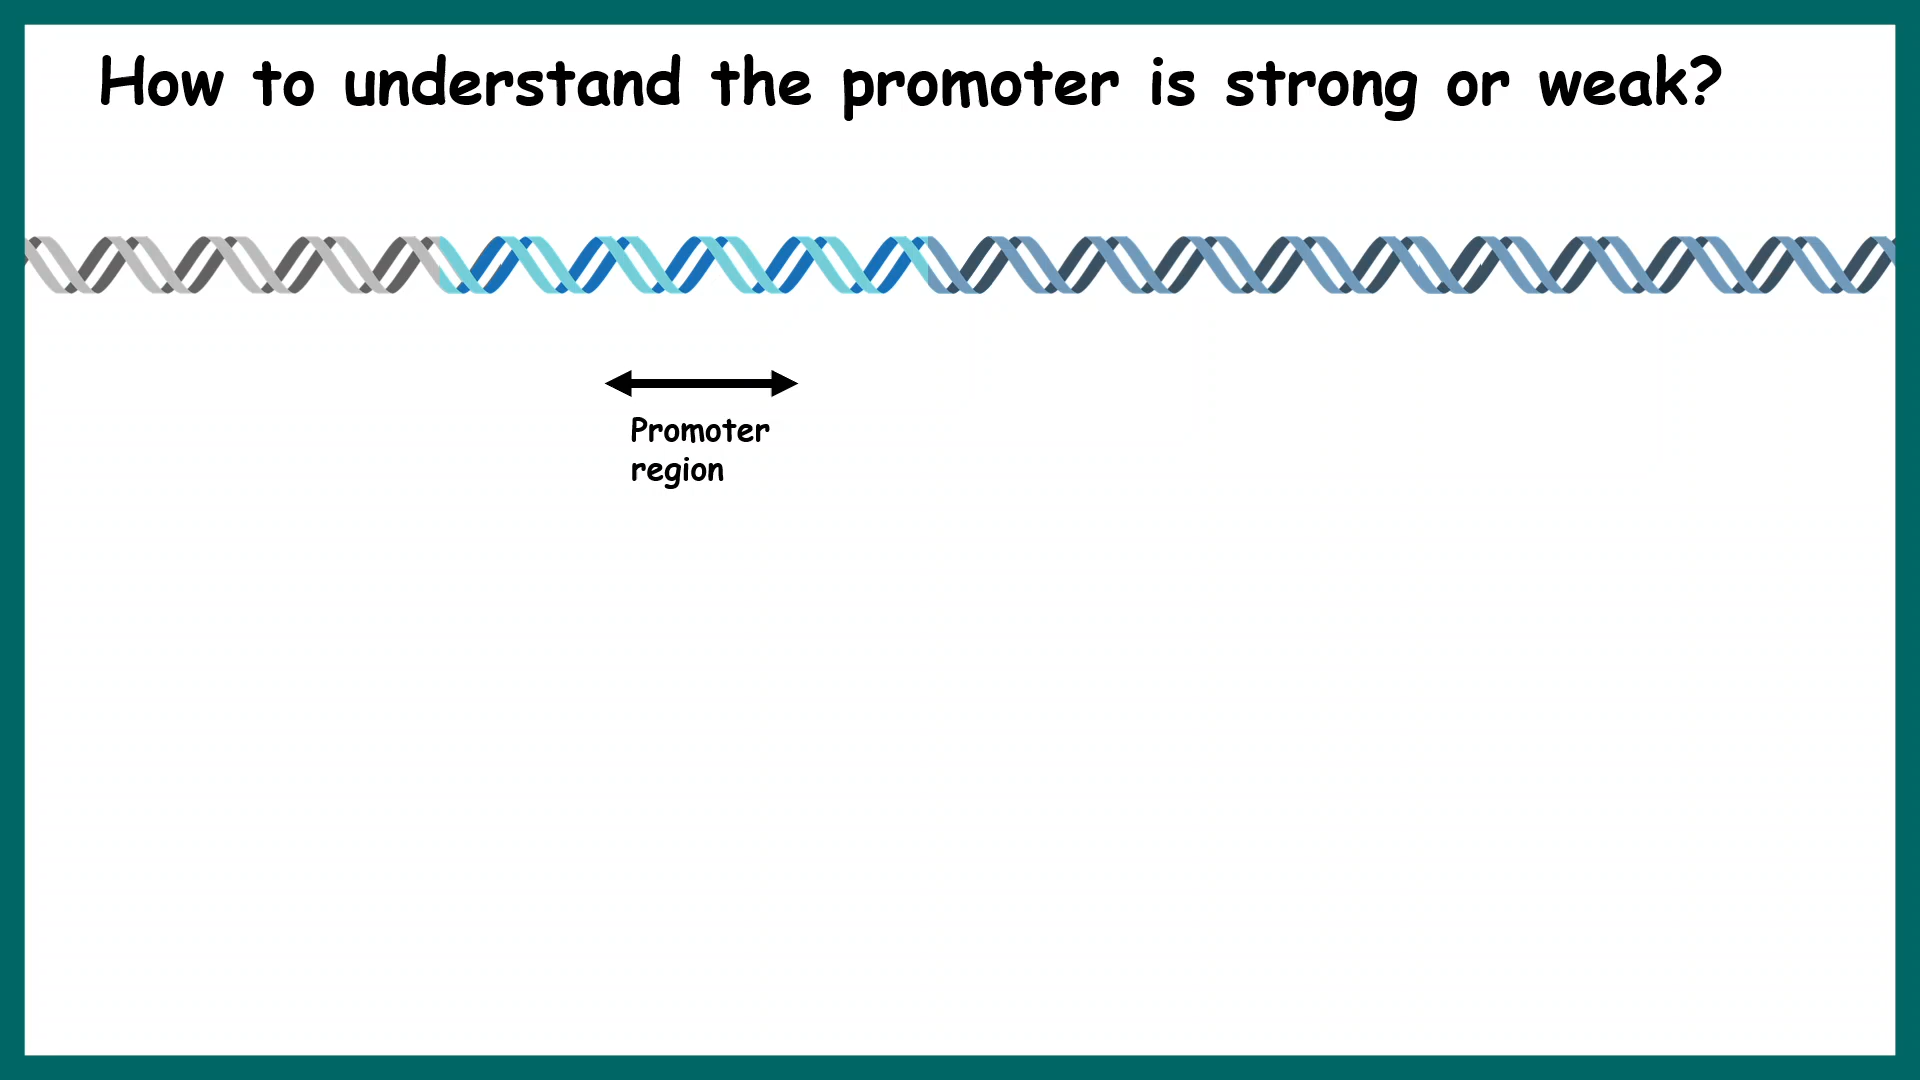 How to understand the promoter is strong or weak?
Promoter
region